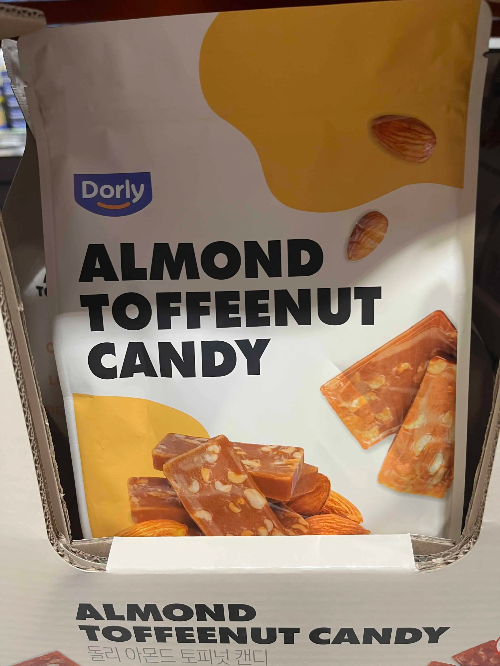 Dorly
ALMOND
TOFFEENUT
CANDY
ALMOND
TOFFEENUT CANDY
돌리 아몬드 토피넛 캔디